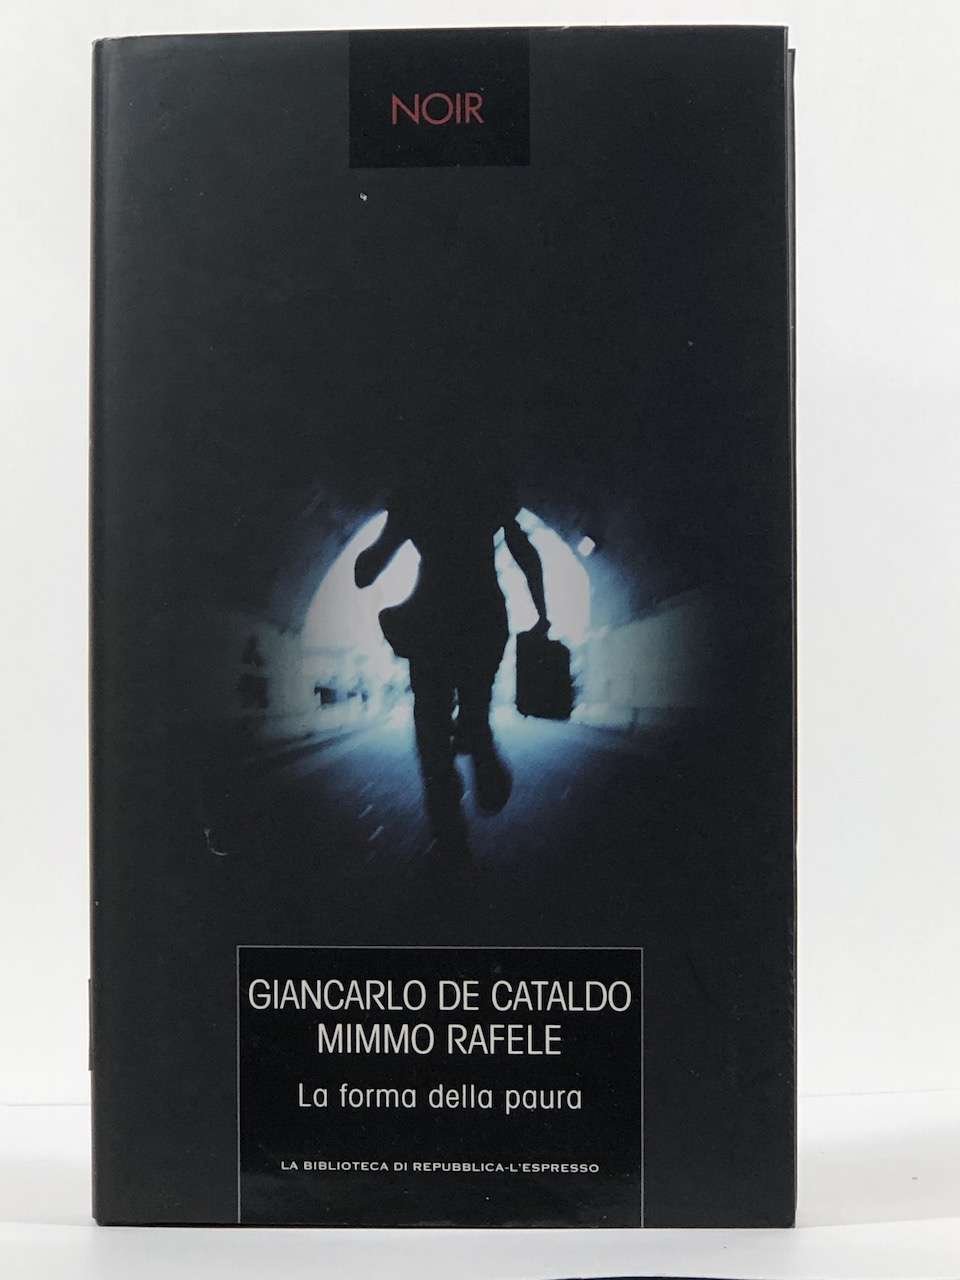 NOIR
GIANCARLO DE CATALDO
MIMMO RAFELE
La forma della paura
LA BIBLIOTECA DI REPUBBLICA-L'ESPRESSO